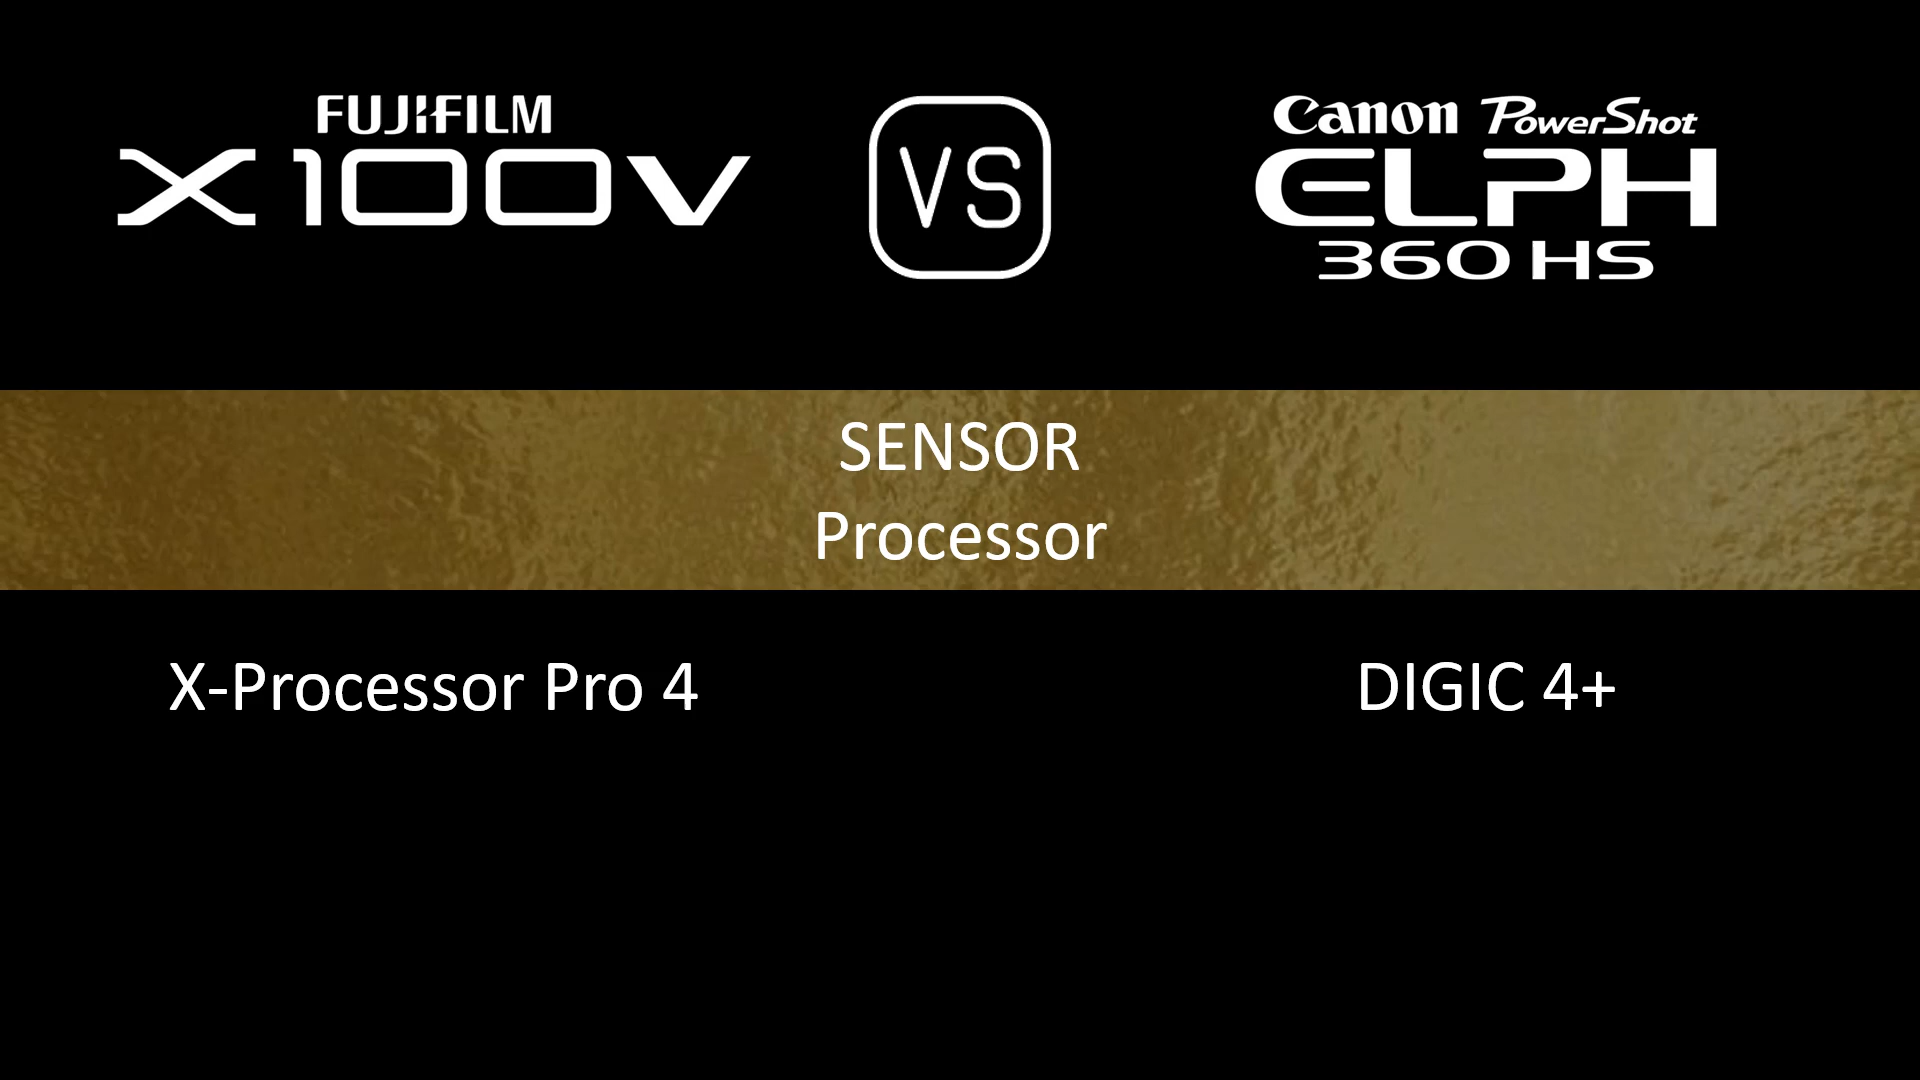 FUJIFILM
X100V
VS
Canon PowerShot
ELPH
360 HS
SENSOR
Processor
X-Processor Pro 4
DIGIC 4+